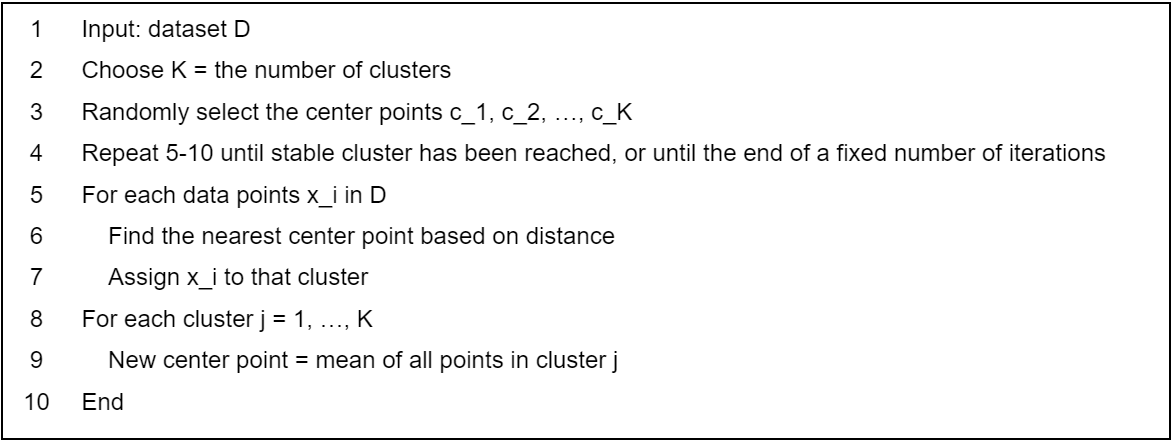 1 Input: dataset D
2 Choose K = the number of clusters
3 Randomly select the center points c_1, c_2, …, c_K
4 Repeat 5-10 until stable cluster has been reached, or until the end of a fixed number of iterations
5 For each data points x_i in D
6 Find the nearest center point based on distance
7 Assign x_i to that cluster
8 For each cluster j = 1, …, K
9 New center point = mean of all points in cluster j
10 End